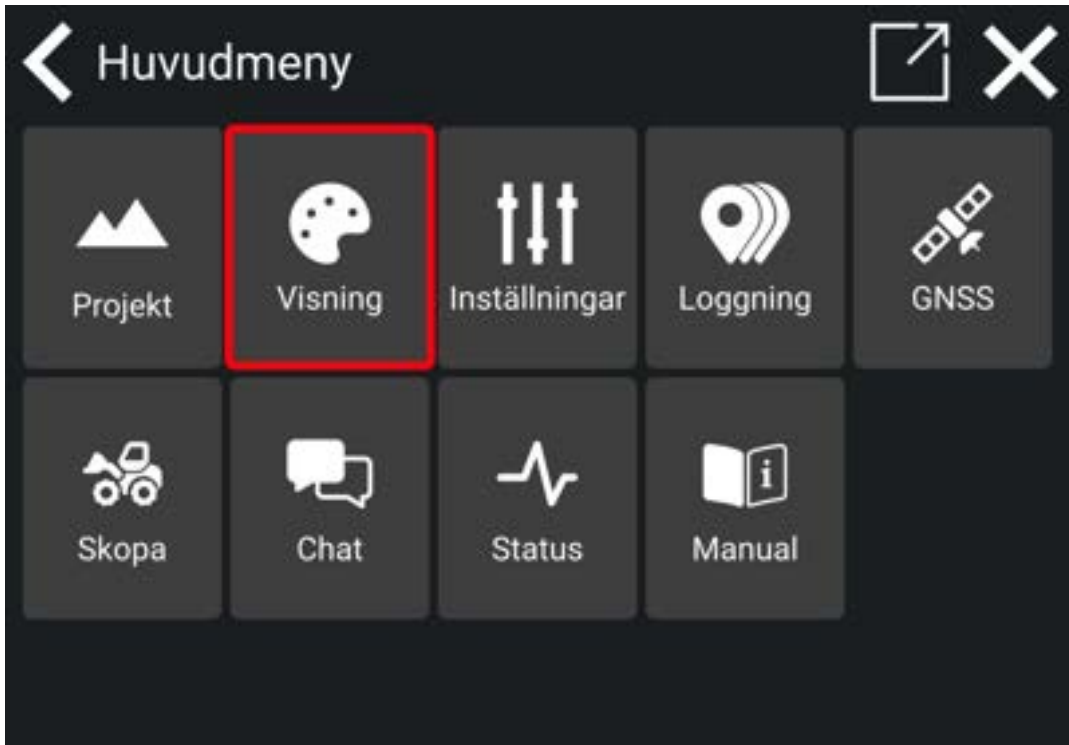 Huvudmeny
Projekt
Visning
Inställningar
Loggning
GNSS
Skopa
Chat
Status
i
Manual